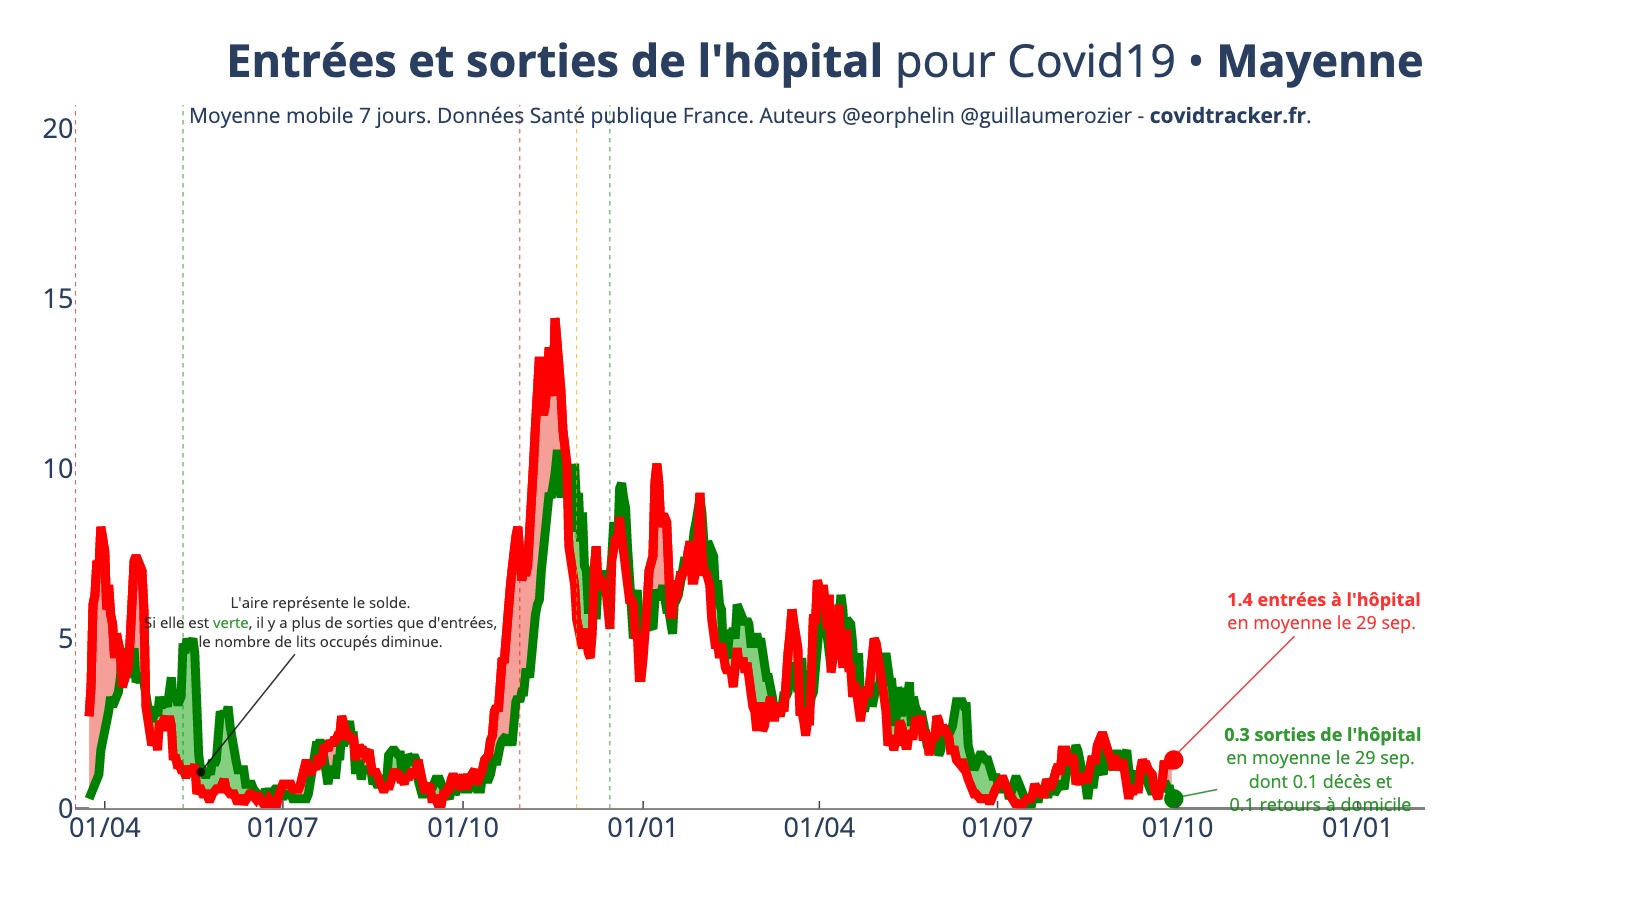 Entrées et sorties de l'hôpital pour Covid19 • Mayenne
Moyenne mobile 7 jours. Données Santé publique France. Auteurs @eorphelin @guillaumerozier - covidtracker.fr.
20
15
10
5
0
L'aire représente le solde.
Si elle est verte, il y a plus de sorties que d'entrées,
le nombre de lits occupés diminue.
1.4 entrées à l'hôpital
en moyenne le 29 sep.
0.3 sorties de l'hôpital
en moyenne le 29 sep.
dont 0.1 décès et
0.1 retours à domicile
01/04 01/07 01/10 01/01 01/04 01/07 01/10 01/01